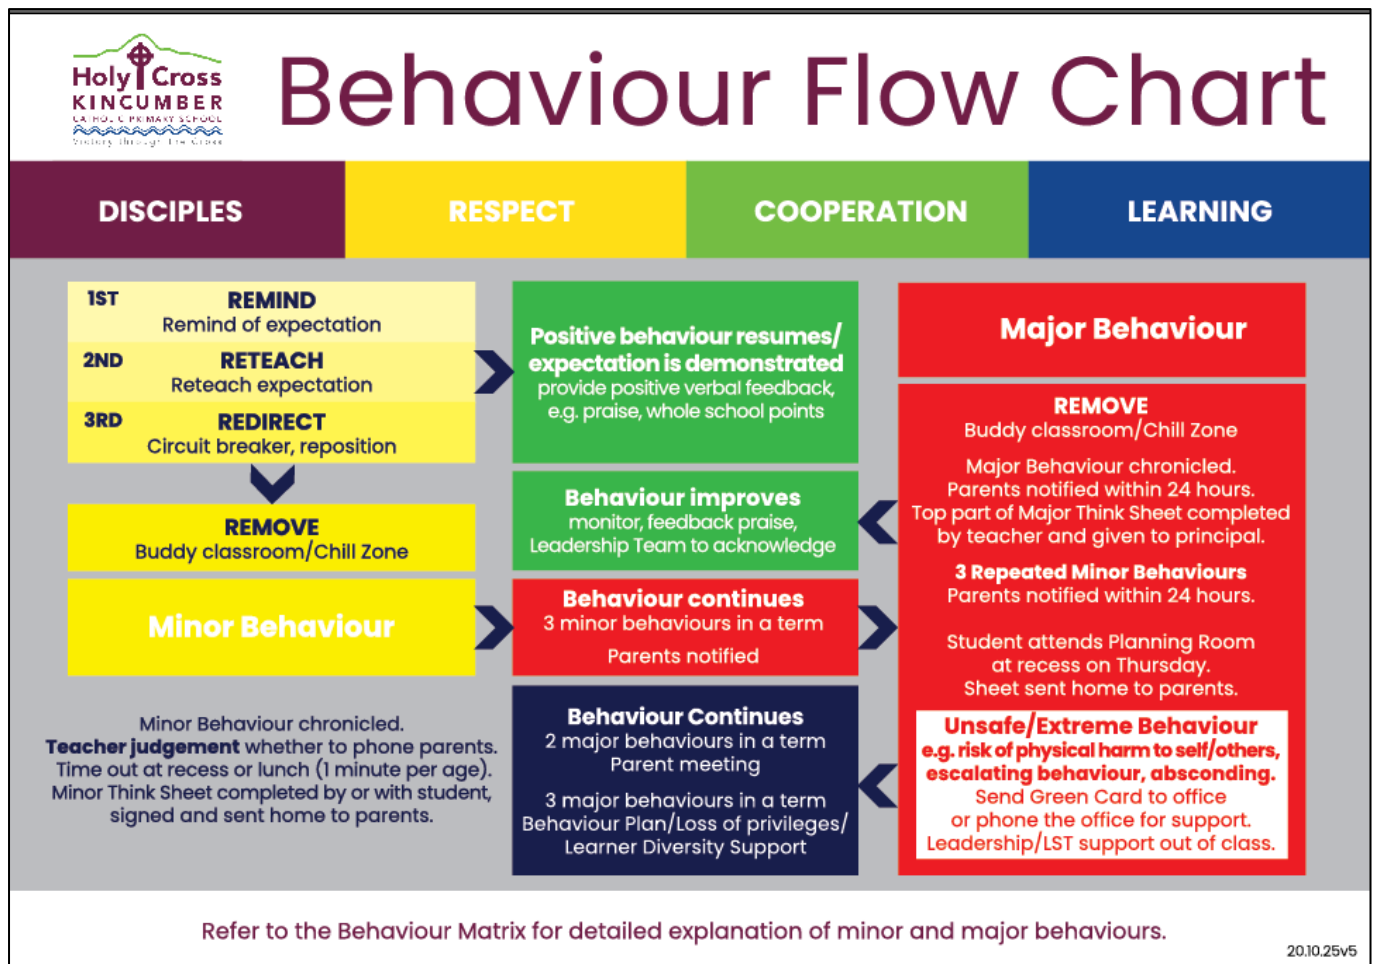 Holy Cross
KINCUMBER
CATHOLIC PRIMARY SCHOOL
Victory through the Cross
Behaviour Flow Chart
DISCIPLES
RESPECT
COOPERATION
LEARNING
1ST REMIND
Remind of expectation
2ND RETEACH
Reteach expectation
3RD REDIRECT
Circuit breaker, reposition
REMOVE
Buddy classroom/Chill Zone
Minor Behaviour
Minor Behaviour chronicled.
Teacher judgement whether to phone parents.
Time out at recess or lunch (1 minute per age).
Minor Think Sheet completed by or with student,
signed and sent home to parents.
Positive behaviour resumes/
expectation is demonstrated
provide positive verbal feedback,
e.g. praise, whole school points
Behaviour improves
monitor, feedback praise,
Leadership Team to acknowledge
Behaviour continues
3 minor behaviours in a term
Parents notified
Behaviour Continues
2 major behaviours in a term
Parent meeting
3 major behaviours in a term
Behaviour Plan/Loss of privileges/
Learner Diversity Support
Major Behaviour
REMOVE
Buddy classroom/Chill Zone
Major Behaviour chronicled.
Parents notified within 24 hours.
Top part of Major Think Sheet completed
by teacher and given to principal.
3 Repeated Minor Behaviours
Parents notified within 24 hours.
Student attends Planning Room
at recess on Thursday.
Sheet sent home to parents.
Unsafe/Extreme Behaviour
e.g. risk of physical harm to self/others,
escalating behaviour, absconding.
Send Green Card to office
or phone the office for support.
Leadership/LST support out of class.
Refer to the Behaviour Matrix for detailed explanation of minor and major behaviours.
20.10.25v5